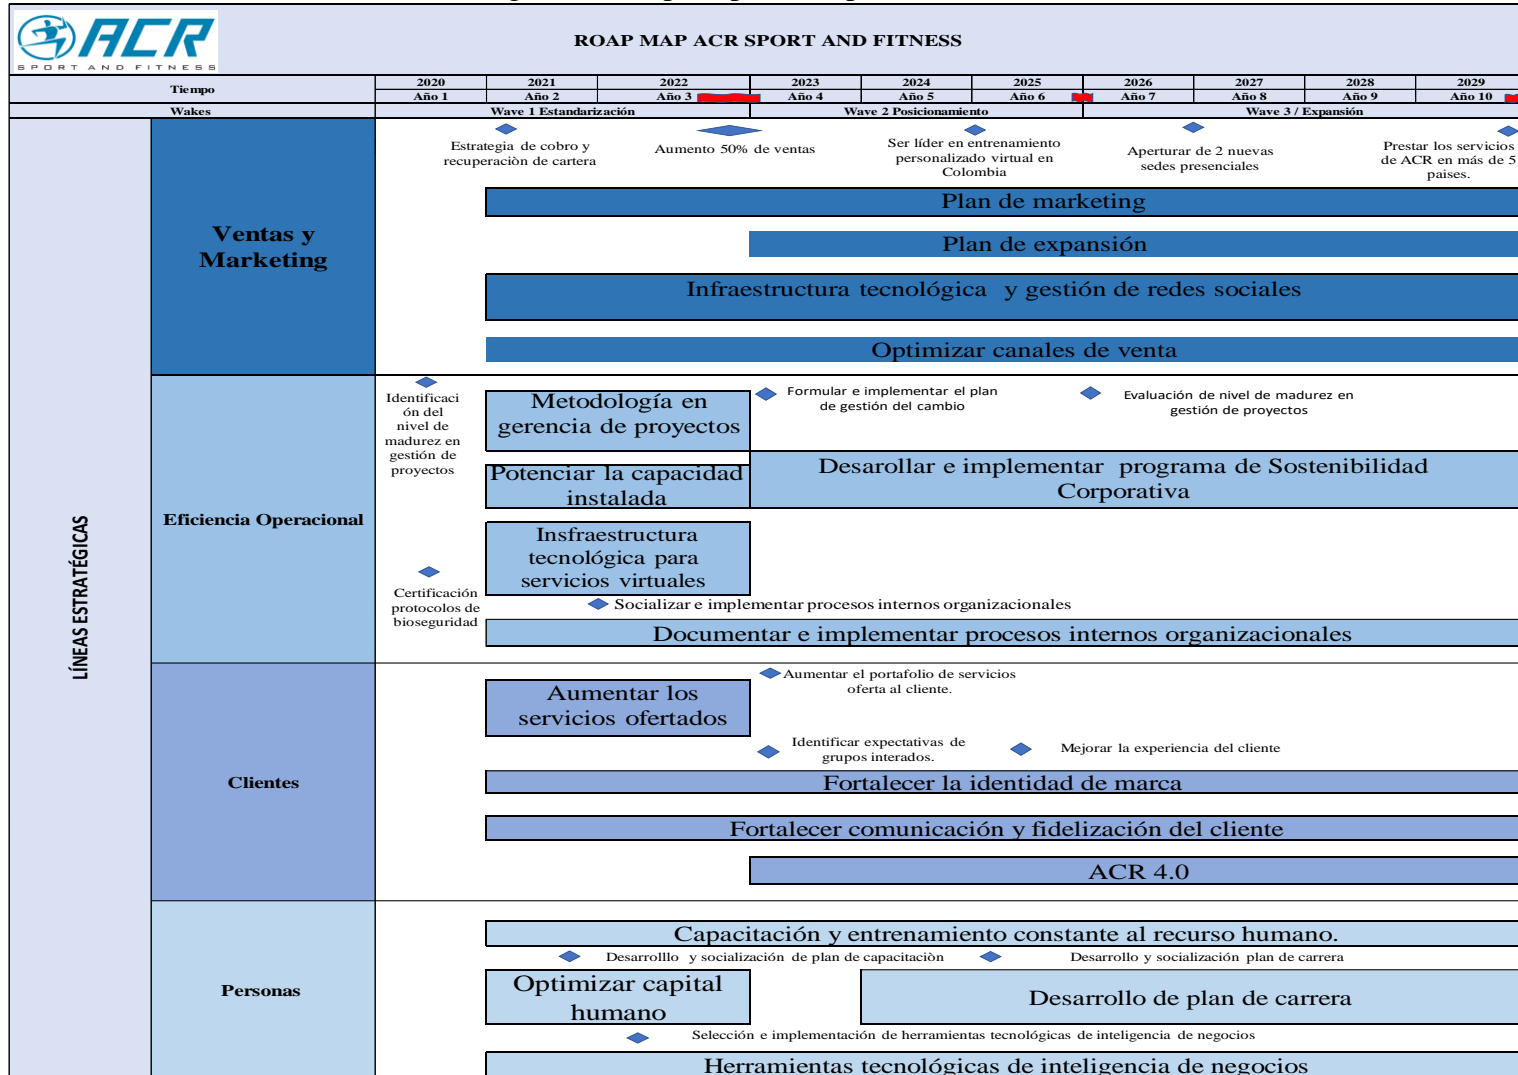 ACR
SPORT AND FITNESS
ROAP MAP ACR SPORT AND FITNESS
Tiempo
2020 2021 2022 2023 2024 2025 2026 2027 2028 2029
Año 1 Año 2 Año 3 Año 4 Año 5 Año 6 Año 7 Año 8 Año 9 Año 10
Wakes
Wave 1 Estandarización
Wave 2 Posicionamiento
Wave 3 / Expansión
LÍNEAS ESTRATÉGICAS
Ventas y
Marketing
Estrategia de cobro y
recuperaciòn de cartera
Aumento 50% de ventas
Ser líder en entrenamiento
personalizado virtual en
Colombia
Aperturar de 2 nuevas
sedes presenciales
Prestar los servicios
de ACR en más de 5
paises.
Plan de marketing
Plan de expansión
Infraestructura tecnológica y gestión de redes sociales
Optimizar canales de venta
Eficiencia Operacional
Identificaci
ón del
nivel de
madurez en
gestión de
proyectos
Metodología en
gerencia de proyectos
Formular e implementar el plan
de gestión del cambio
Evaluación de nivel de madurez en
gestión de proyectos
Potenciar la capacidad
instalada
Desarollar e implementar programa de Sostenibilidad
Corporativa
Insfraestructura
tecnológica para
servicios virtuales
Certificación
protocolos de
bioseguridad
Socializar e implementar procesos internos organizacionales
Documentar e implementar procesos internos organizacionales
Clientes
Aumentar el portafolio de servicios
oferta al cliente.
Aumentar los
servicios ofertados
Identificar expectativas de
grupos interados.
Mejorar la experiencia del cliente
Fortalecer la identidad de marca
Fortalecer comunicación y fidelización del cliente
ACR 4.0
Personas
Capacitación y entrenamiento constante al recurso humano.
Desarrolllo y socialización de plan de capacitaciòn
Desarrollo y socialización plan de carrera
Optimizar capital
humano
Desarrollo de plan de carrera
Selección e implementación de herramientas tecnológicas de inteligencia de negocios
Herramientas tecnológicas de inteligencia de negocios